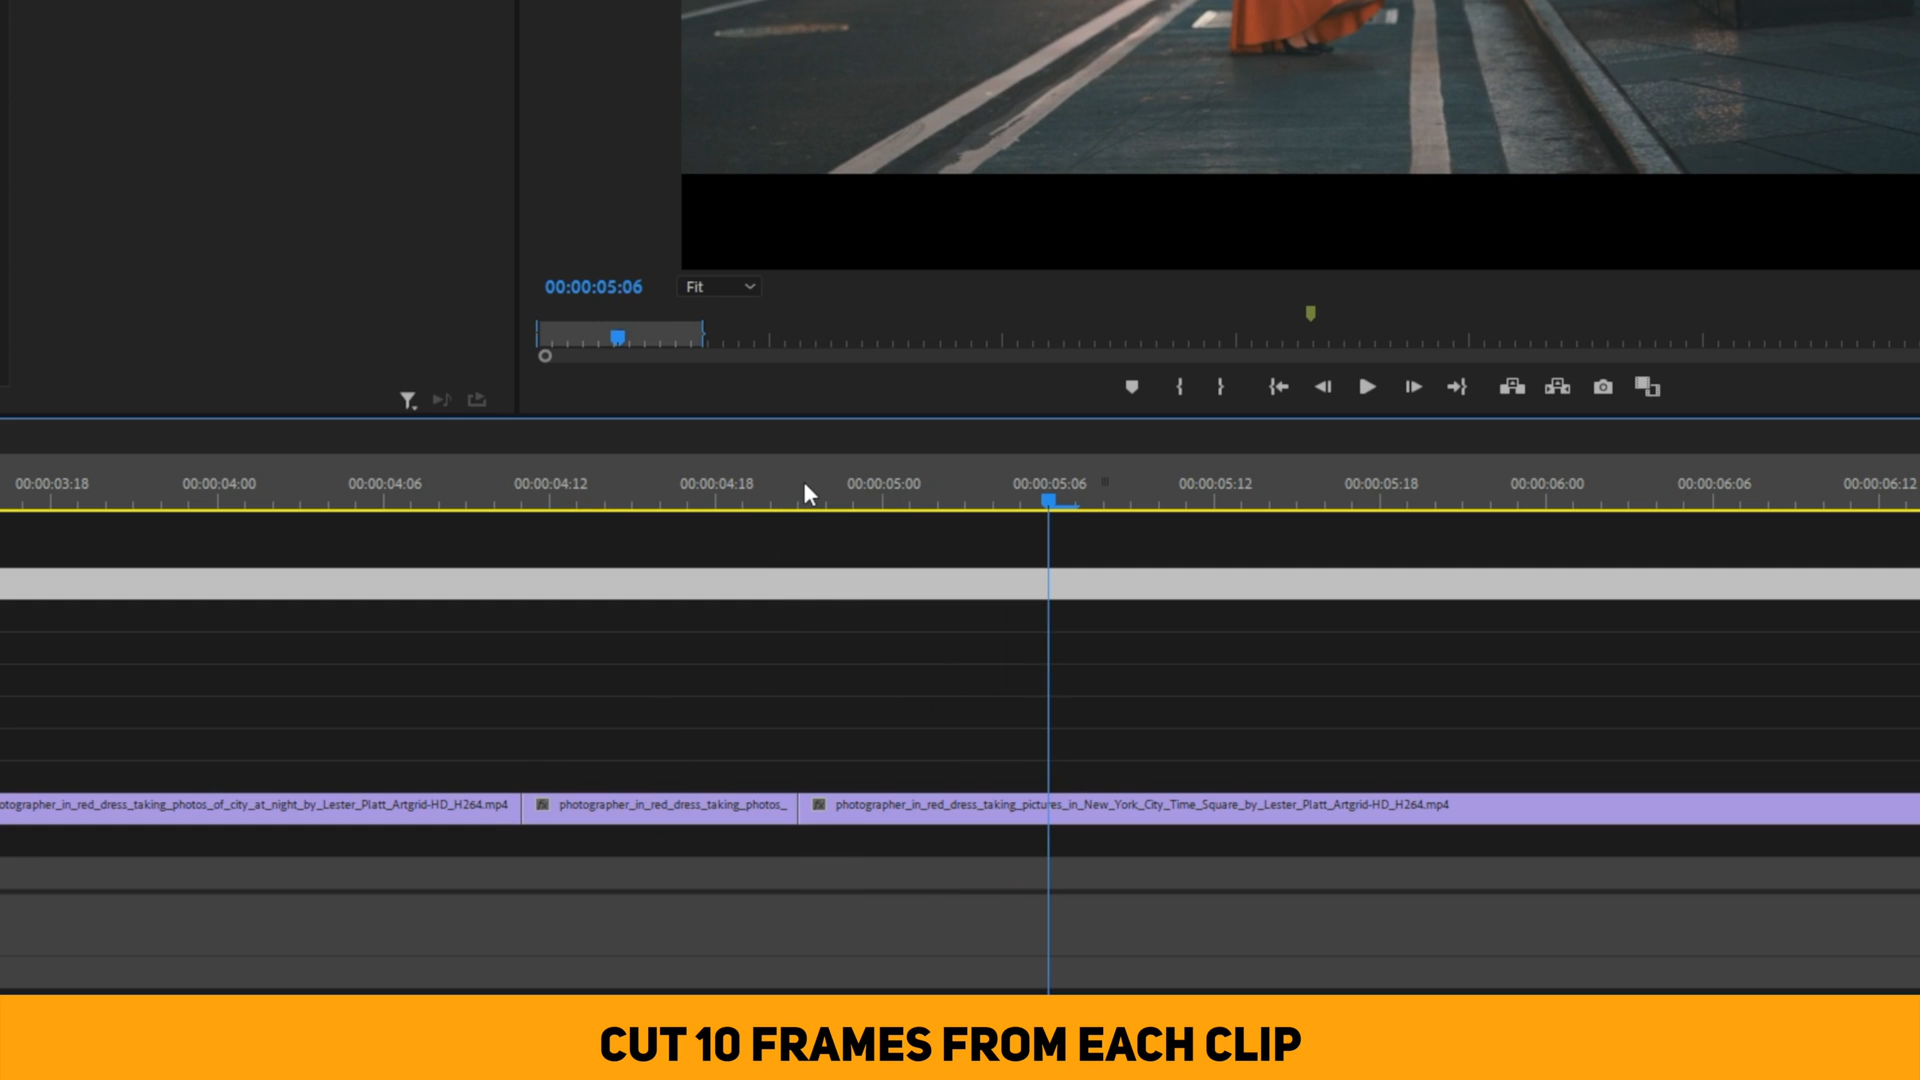 00:00:05:06 Fit
00:00:03:18 00:00:04:00 00:00:04:06 00:00:04:12 00:00:04:18 00:00:05:00 00:00:05:06 00:00:05:12 00:00:05:18 00:00:06:00 00:00:06:06 00:00:06:12
otographer_in_red_dress_taking_photos_of_city_at_night_by_Lester_Platt_Artgrid-HD_H264.mp4 fx photographer_in_red_dress_taking_photos_ fx photographer_in_red_dress_taking_pictures_in_New_York_City_Time_Square_by_Lester_Platt_Artgrid-HD_H264.mp4
CUT 10 FRAMES FROM EACH CLIP